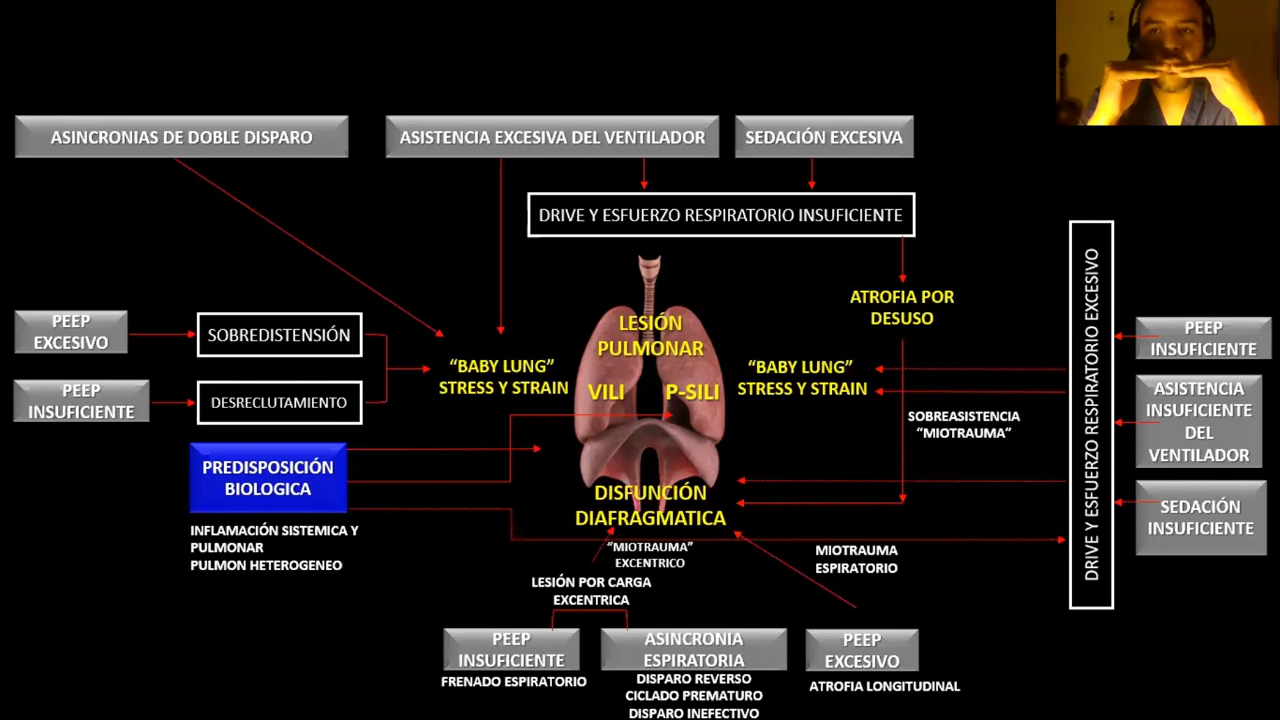 ASINCRONIAS DE DOBLE DISPARO
ASISTENCIA EXCESIVA DEL VENTILADOR
SEDACIÓN EXCESIVA
DRIVE Y ESFUERZO RESPIRATORIO INSUFICIENTE
ATROFIA POR
DESUSO
PEEP
EXCESIVO
SOBREDISTENSIÓN
PEEP
INSUFICIENTE
DESRECLUTAMIENTO
"BABY LUNG"
STRESS Y STRAIN
LESIÓN
PULMONAR
VILI
P-SILI
"BABY LUNG"
STRESS Y STRAIN
SOBREASISTENCIA
"MIOTRAUMA"
DRIVE Y ESFUERZO RESPIRATORIO EXCESIVO
PEEP
INSUFICIENTE
ASISTENCIA
INSUFICIENTE
DEL
VENTILADOR
SEDACIÓN
INSUFICIENTE
PREDISPOSICIÓN
BIOLOGICA
INFLAMACIÓN SISTEMICA Y
PULMONAR
PULMON HETEROGENEO
DISFUNCIÓN
DIAFRAGMATICA
"MIOTRAUMA"
EXCENTRICO
LESIÓN POR CARGA
EXCENTRICA
MIOTRAUMA
ESPIRATORIO
PEEP
INSUFICIENTE
FRENADO ESPIRATORIO
ASINCRONIA
ESPIRATORIA
DISPARO REVERSO
CICLADO PREMATURO
DISPARO INEFECTIVO
PEEP
EXCESIVO
ATROFIA LONGITUDINAL